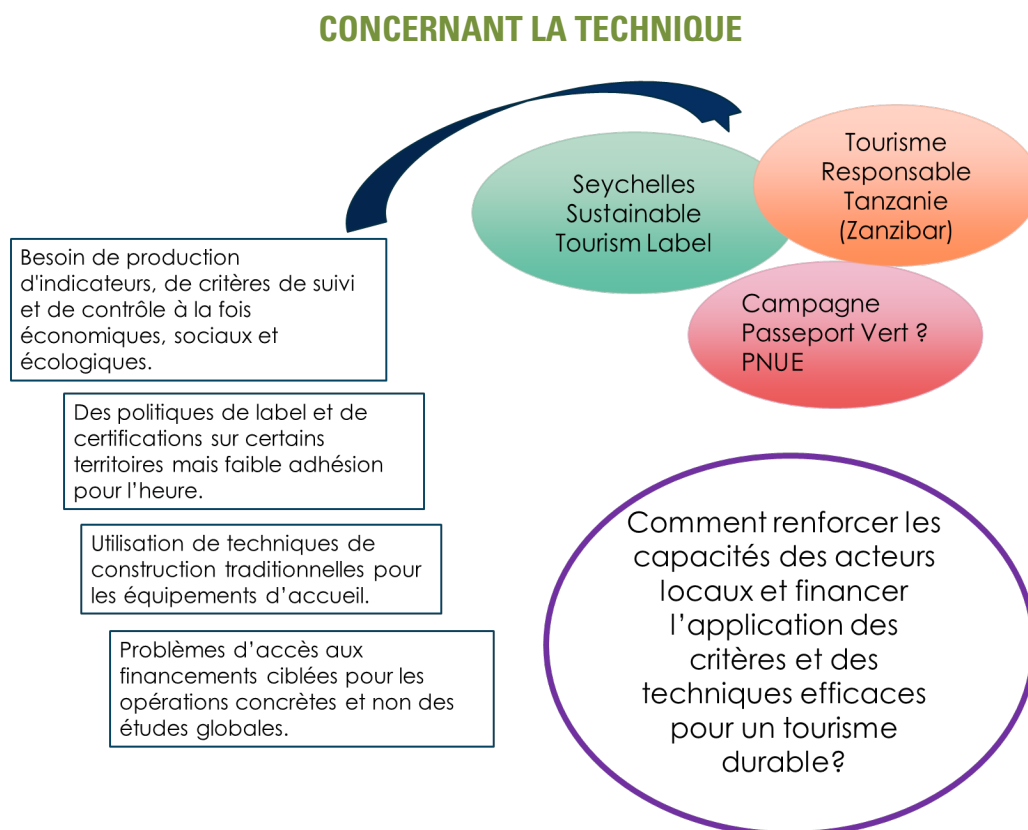 CONCERNANT LA TECHNIQUE
Seychelles
Sustainable
Tourism Label
Tourisme
Responsable
Tanzanie
(Zanzibar)
Campagne
Passeport Vert ?
PNUE
Besoin de production
d'indicateurs, de critères de suivi
et de contrôle à la fois
économiques, sociaux et
écologiques.
Des politiques de label et de
certifications sur certains
territoires mais faible adhésion
pour l’heure.
Utilisation de techniques de
construction traditionnelles pour
les équipements d’accueil.
Problèmes d’accès aux
financements ciblées pour les
opérations concrètes et non des
études globales.
Comment renforcer les
capacités des acteurs
locaux et financer
l’application des
critères et des
techniques efficaces
pour un tourisme
durable?